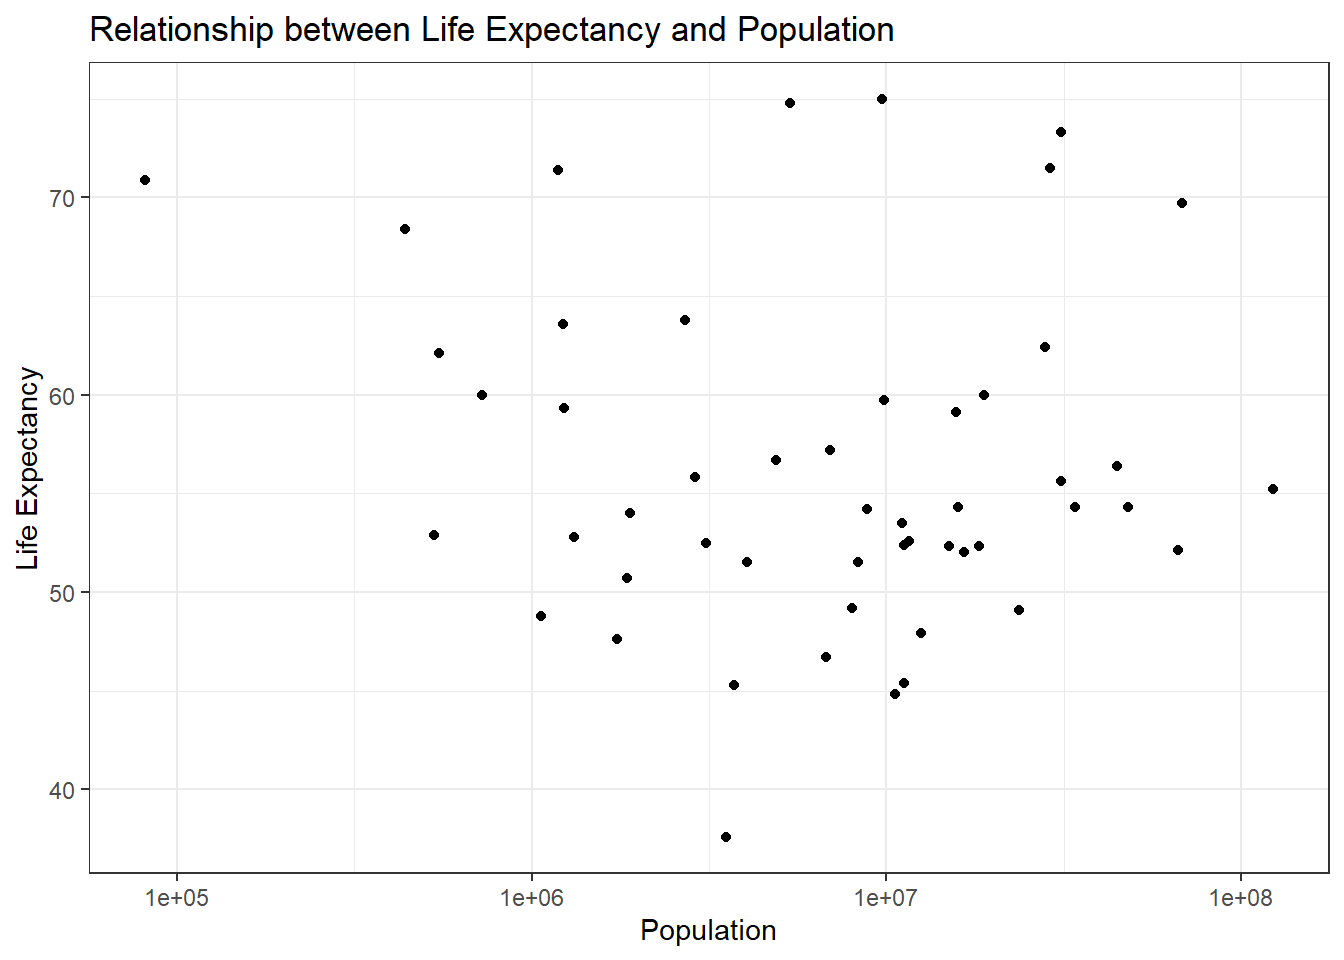 Relationship between Life Expectancy and Population
Life Expectancy
70
60
50
40
1e+05
1e+06
1e+07
1e+08
Population